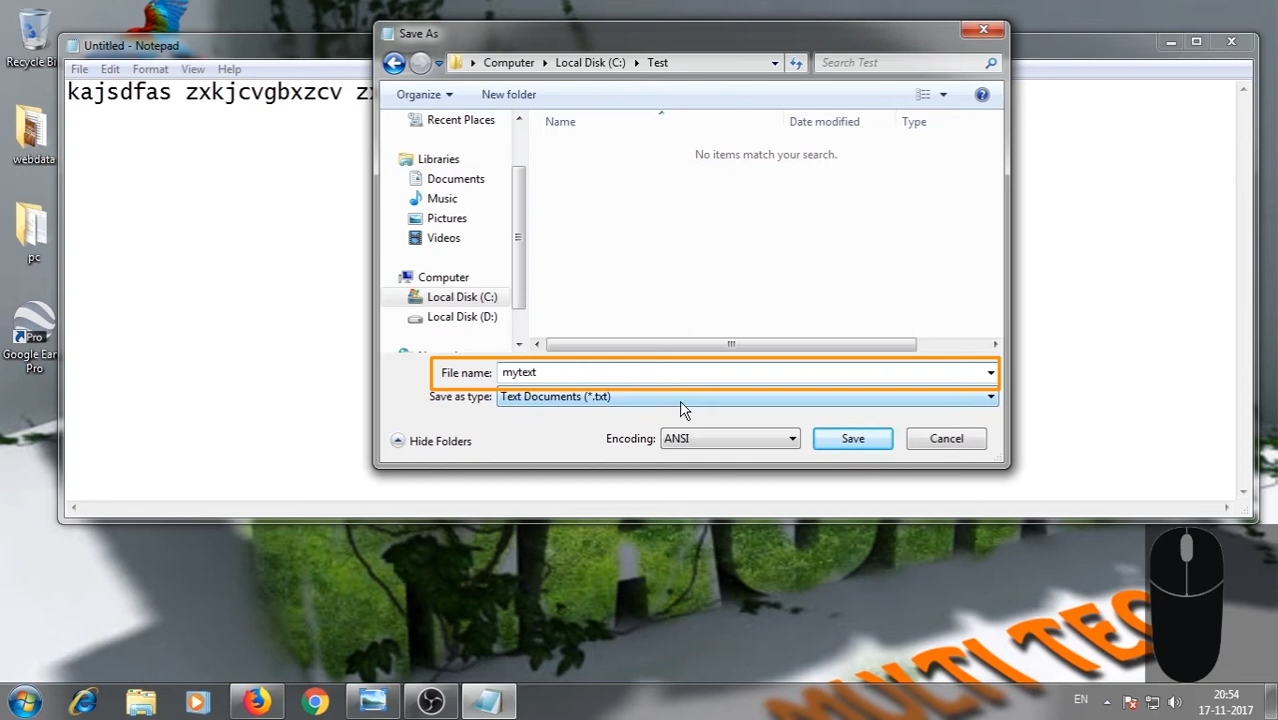 Recycle Bi
webdata
pc
Pro
Google Ear
Pro
Untitled - Notepad
File Edit Format View Help
kajsdfas zxkjcvgbxzcv
Save As
Computer Local Disk (C:) Test
Search Test
Organize New folder
Name Date modified Type
No items match your search.
Recent Places
Libraries
Documents
Music
Pictures
Videos
Computer
Local Disk (C:)
Local Disk (D:)
File name: mytext
Save as type: Text Documents (*.txt)
Hide Folders
Encoding: ANSI
Save Cancel
MULTI TEC
EN
20:54
17-11-2017